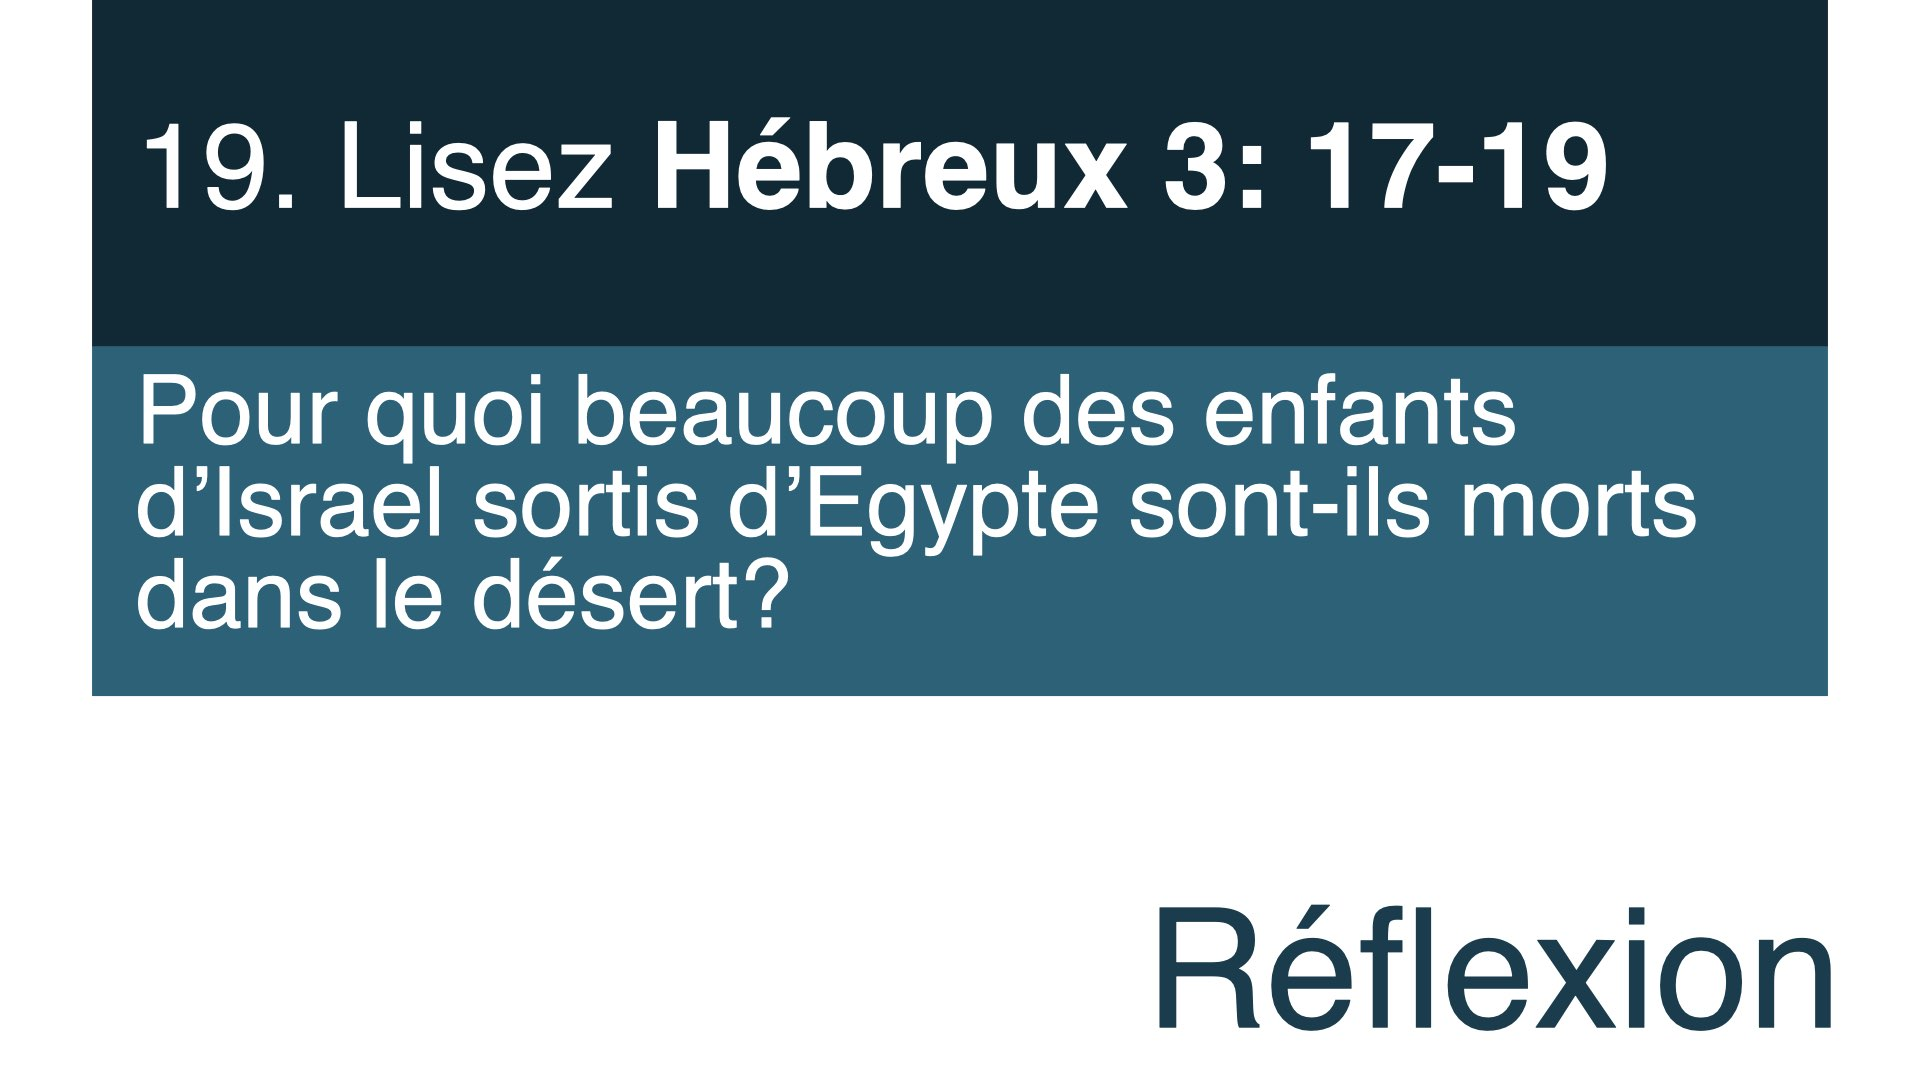 19. Lisez Hébreux 3: 17-19
Pour quoi beaucoup des enfants
d’Israel sortis d’Egypte sont-ils morts
dans le désert?
Réflexion